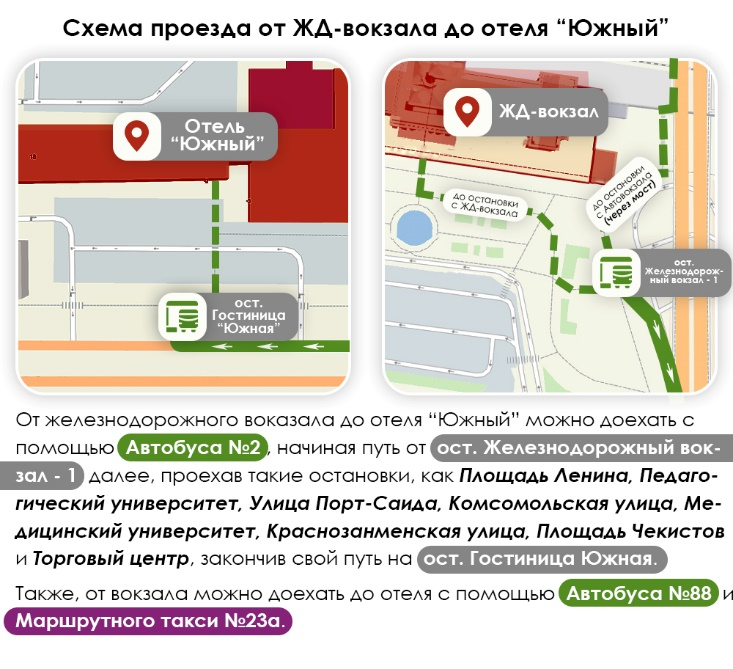 Схема проезда от ЖД-вокзала до отеля “Южный”
13
Отель
“Южный”
ост.
Гостиница
“Южная”
ЖД-вокзал
до остановки
с ЖД-вокзала
до остановки
с Автовокзала
(через мост)
ост.
Железнодорож-
ный вокзал - 1
От железнодорожного воказала до отеля “Южный” можно доехать с
помощью Автобуса №2, начиная путь от ост. Железнодорожный вок-
зал - 1 далее, проехав такие остановки, как Площадь Ленина, Педаго-
гический университет, Улица Порт-Саида, Комсомольская улица, Ме-
дицинский университет, Краснозанменская улица, Площадь Чекистов
и Торговый центр, закончив свой путь на ост. Гостиница Южная.
Также, от вокзала можно доехать до отеля с помощью Автобуса №88 и
Маршрутного такси №23а.